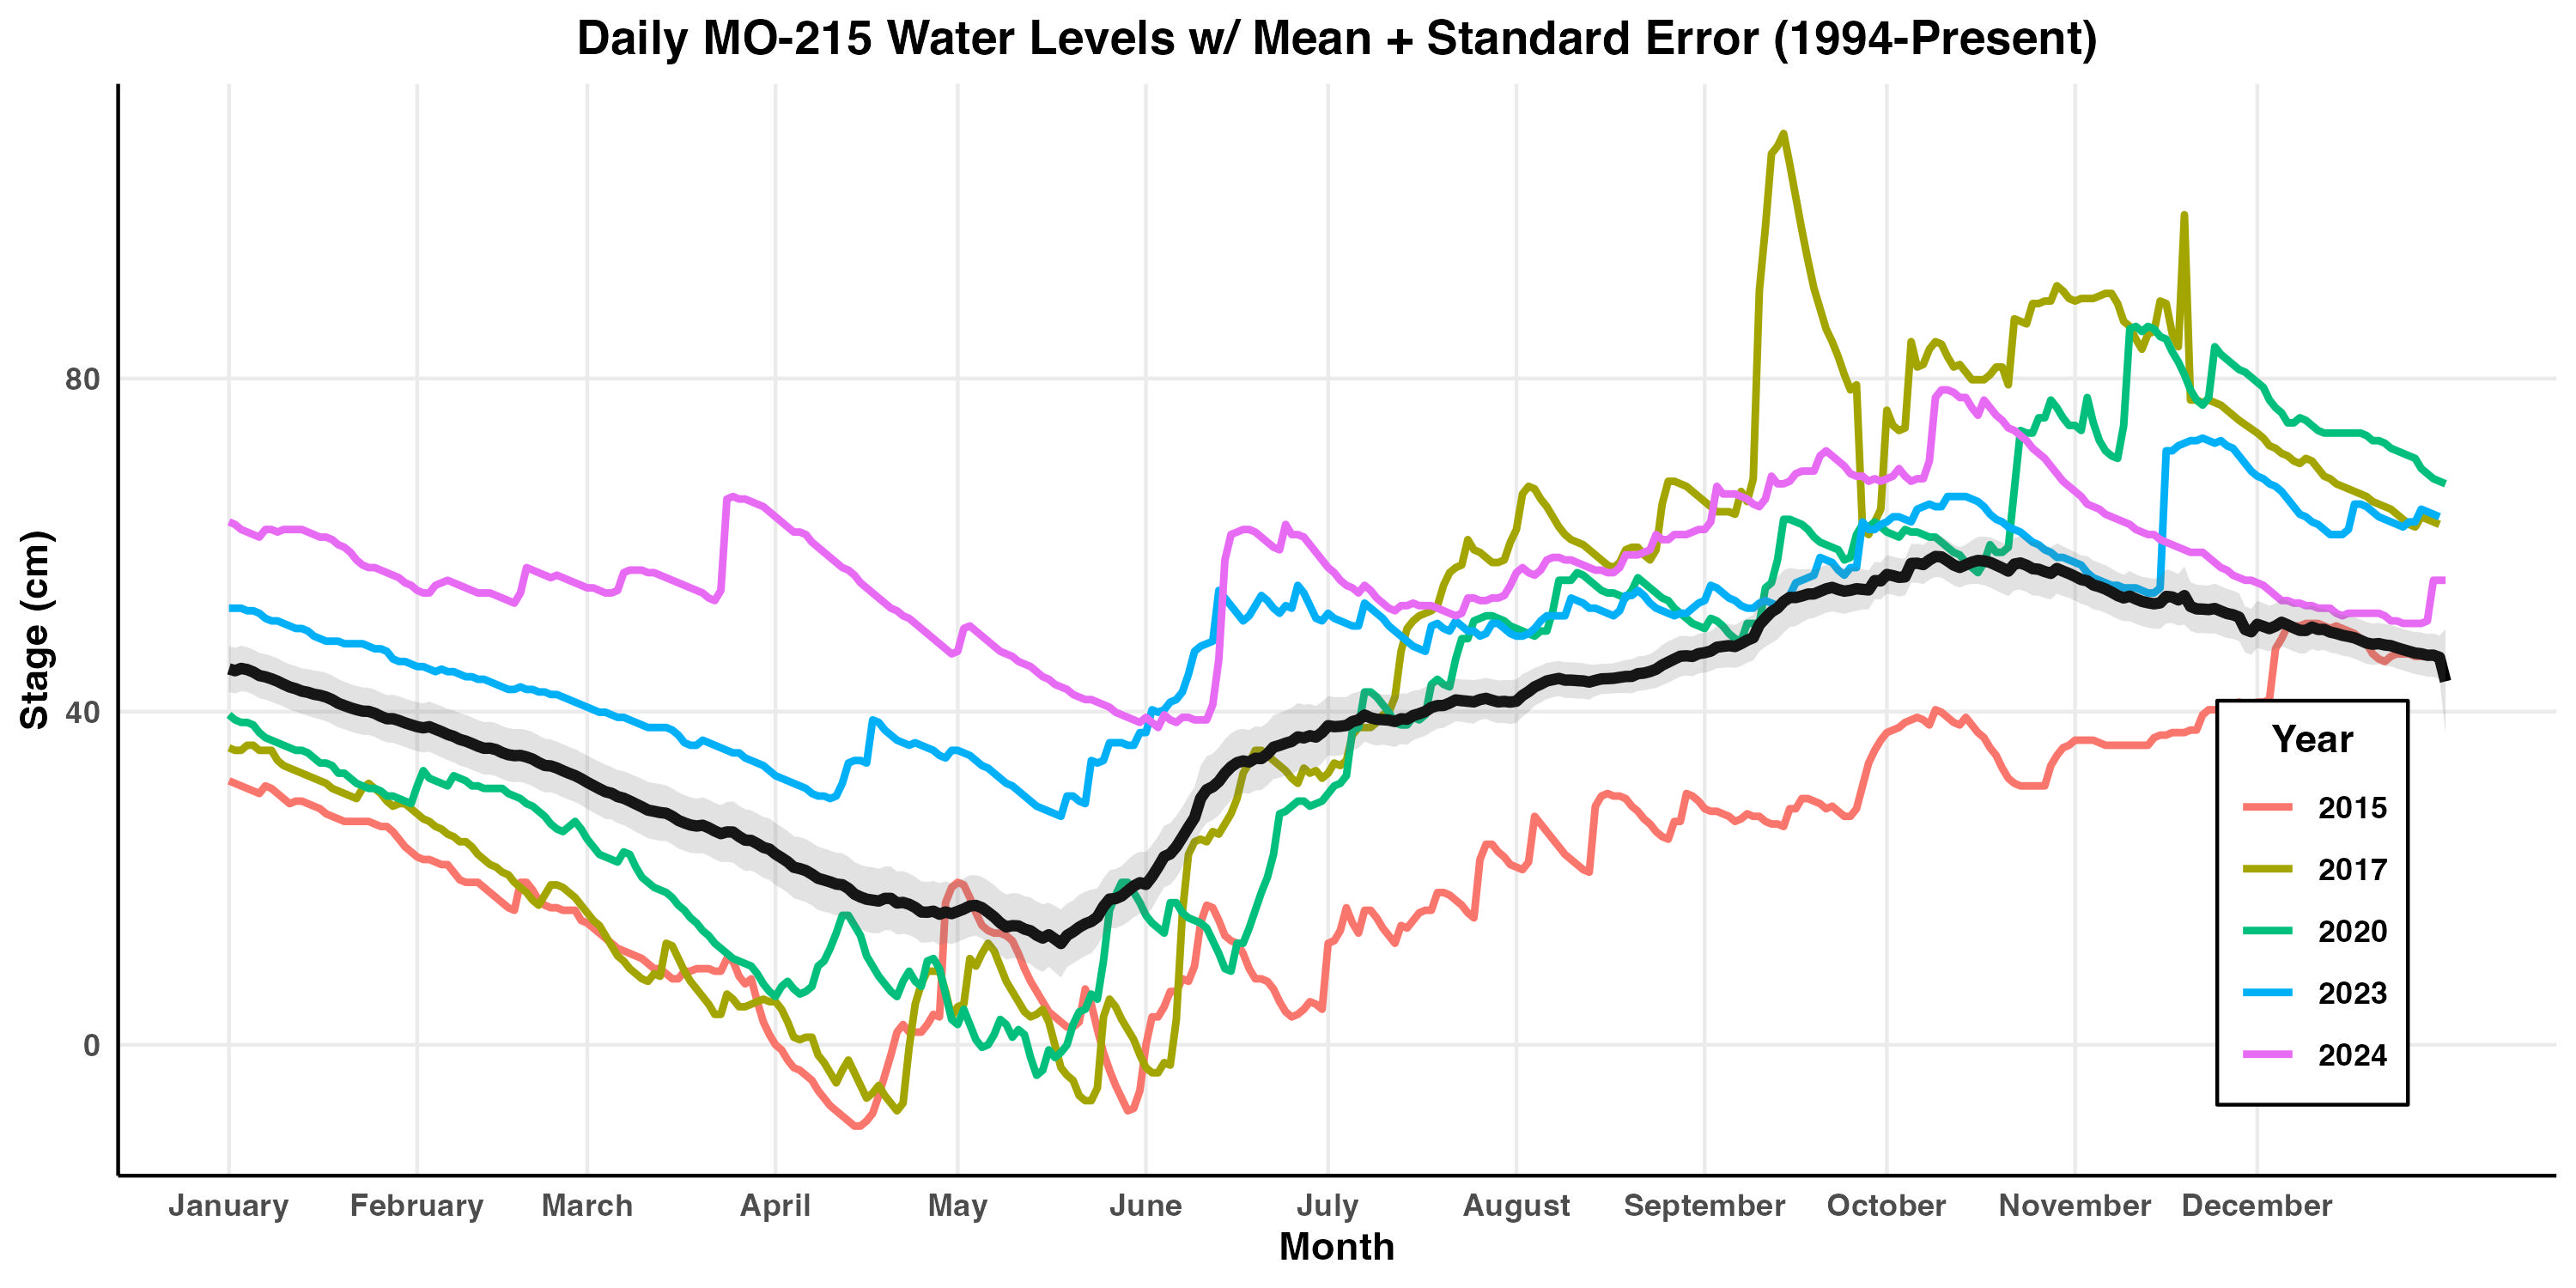 Daily MO-215 Water Levels w/ Mean + Standard Error (1994-Present)
Stage (cm)
80
40
0
January February March April May June July August September October November December
Month
Year
2015
2017
2020
2023
2024